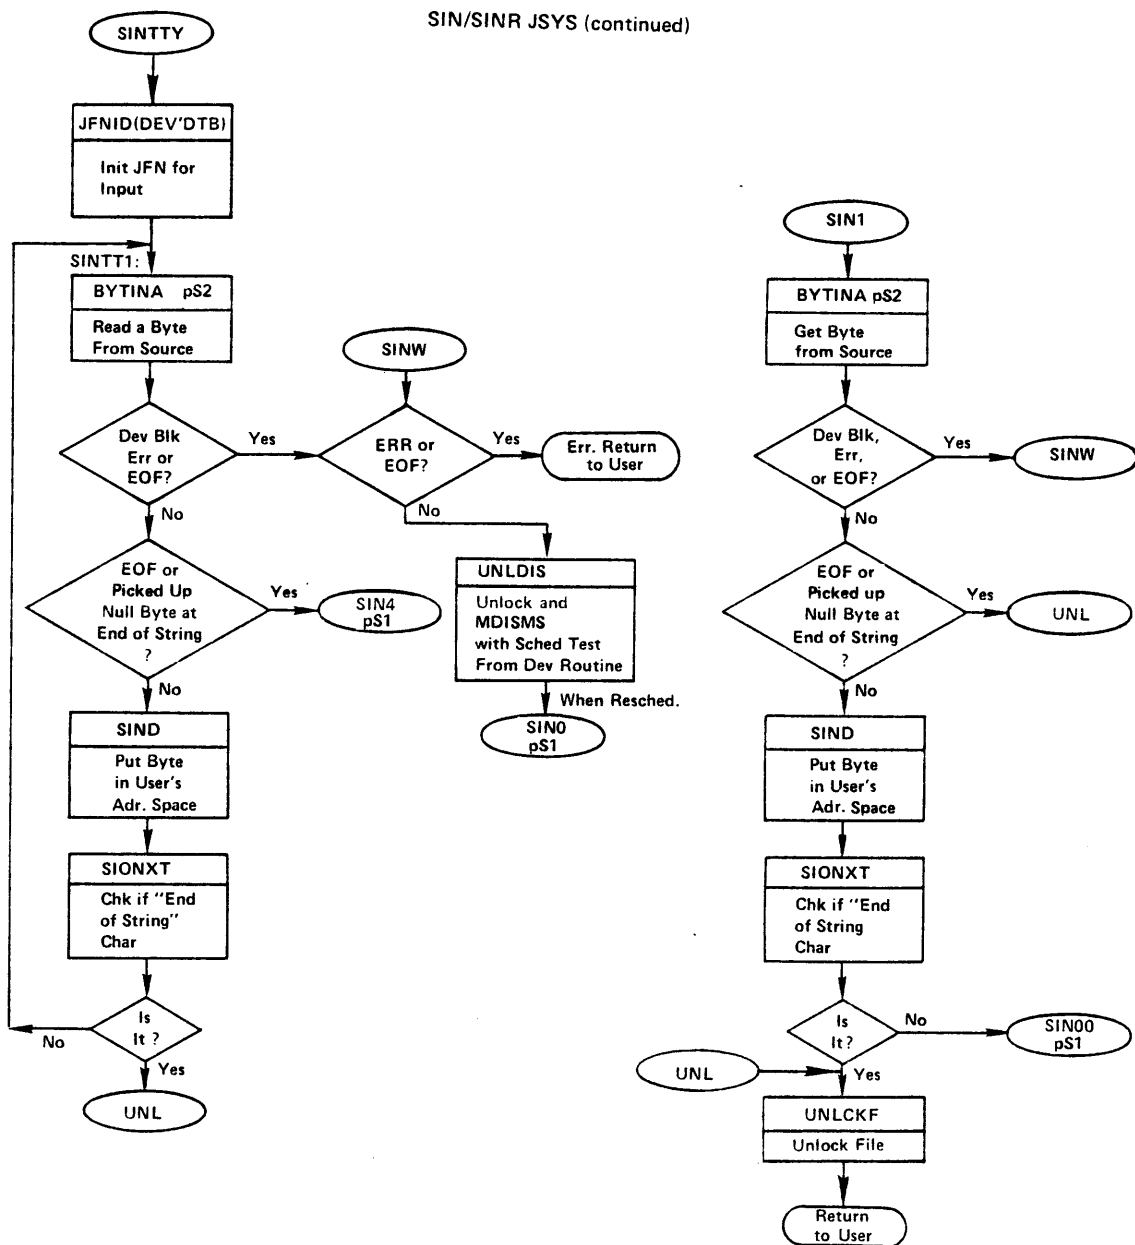 SIN/SINR JSYS (continued)
SINTTY
JFNID(DEV'DTB)
Init JFN for
Input
SINTT1:
BYTINA pS2
Read a Byte
From Source
Dev Blk
Err or
EOF?
Yes
No
SINW
ERR or
EOF?
Yes
Err. Return
to User
No
UNLDIS
Unlock and
MDISMS
with Sched Test
From Dev Routine
When Resched.
SIN0
pS1
EOF or
Picked Up
Null Byte at
End of String
?
Yes
SIN4
pS1
No
SIND
Put Byte
in User's
Adr. Space
SIONXT
Chk if "End
of String"
Char
Is
It ?
No
Yes
UNL
SIN1
BYTINA pS2
Get Byte
from Source
Dev Blk,
Err,
or EOF?
Yes
SINW
No
EOF or
Picked up
Null Byte at
End of String
?
Yes
UNL
No
SIND
Put Byte
in User's
Adr. Space
SIONXT
Chk if "End
of String
Char
Is
It?
No
SIN00
pS1
UNL
Yes
UNLCKF
Unlock File
Return
to User